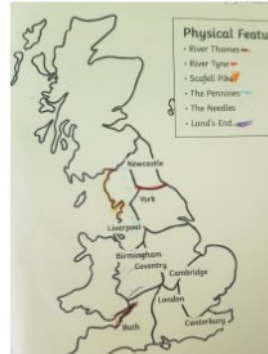 Physical Featu
• River Thames
• River Tyne
• Scafell Pike
• The Pennines
• The Needles
• Land's End
Newcastle
York
Liverpool
Birmingham
Coventry
Cambridge
London
Bath
Canterbury